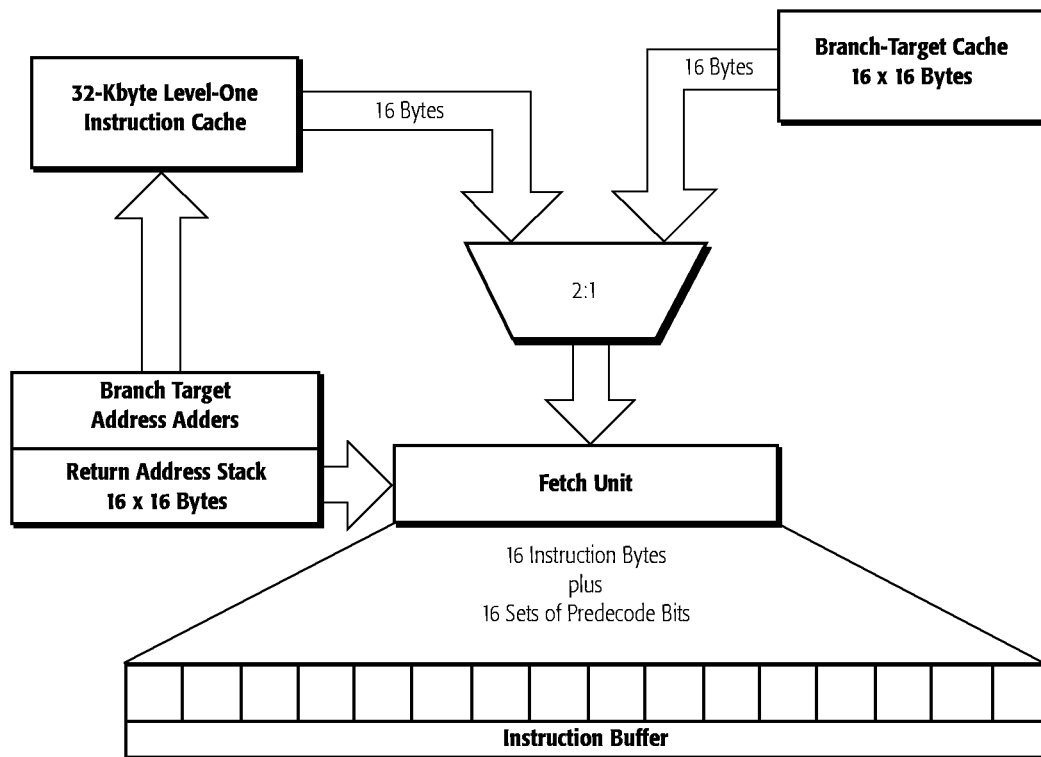 Branch-Target Cache
16 x 16 Bytes
16 Bytes
32-Kbyte Level-One
Instruction Cache
16 Bytes
2:1
Branch Target
Address Adders
Return Address Stack
16 x 16 Bytes
Fetch Unit
16 Instruction Bytes
plus
16 Sets of Predecode Bits
Instruction Buffer